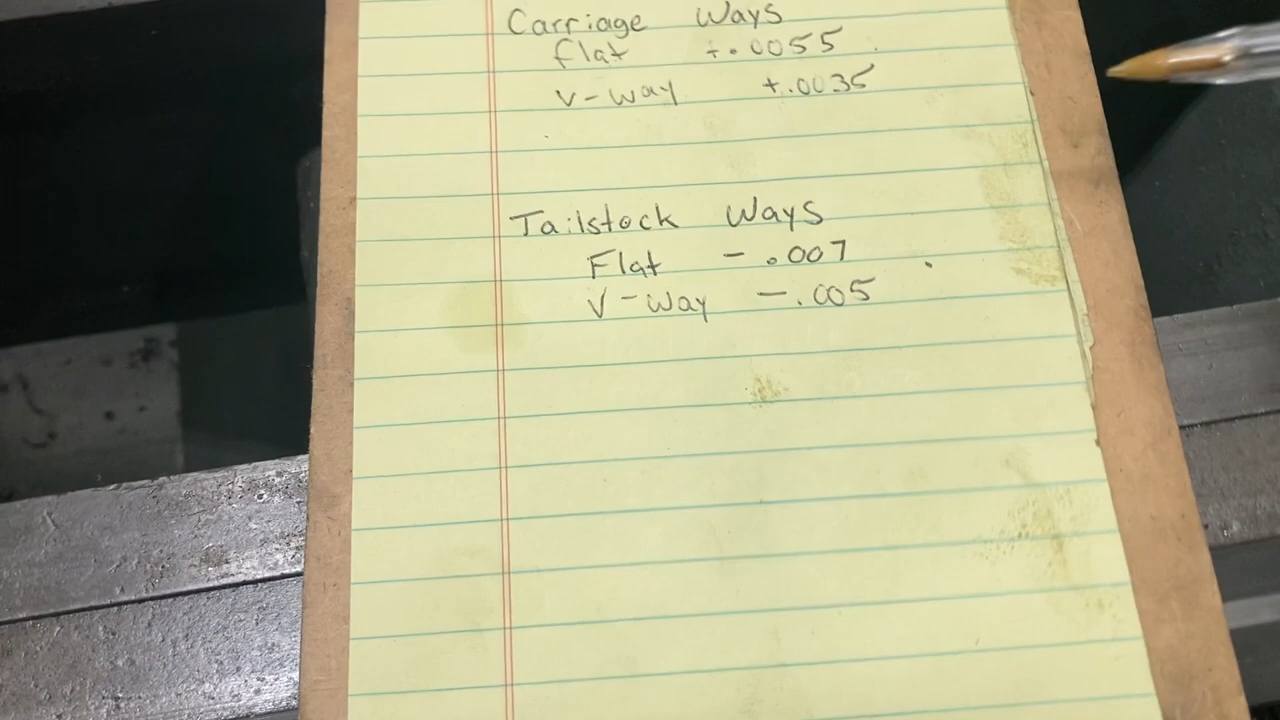 Carriage Ways
flat +.0055
v-way +.0035
Tailstock Ways
Flat - .007
V-way -.005